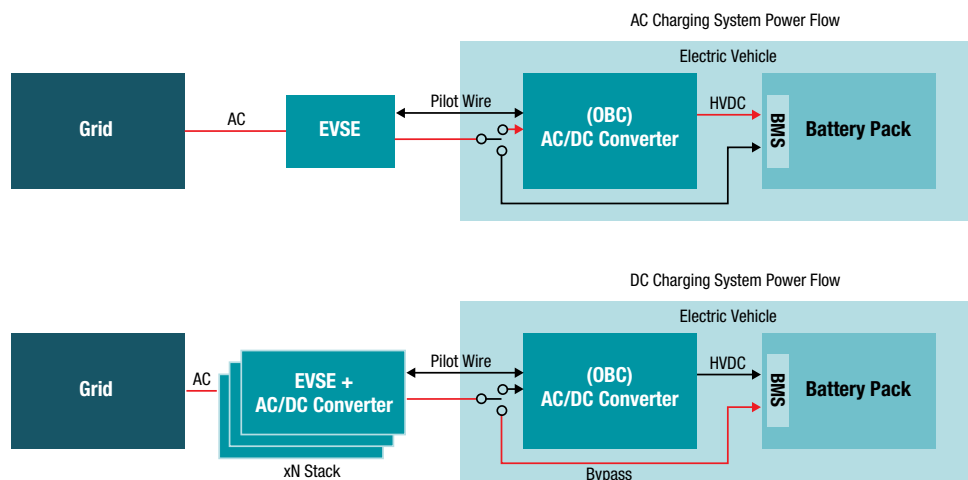 AC Charging System Power Flow
Electric Vehicle
Grid
AC
EVSE
Pilot Wire
(OBC)
AC/DC Converter
HVDC
BMS
Battery Pack
DC Charging System Power Flow
Electric Vehicle
Grid
AC
EVSE +
AC/DC Converter
xN Stack
Pilot Wire
(OBC)
AC/DC Converter
HVDC
BMS
Battery Pack
Bypass